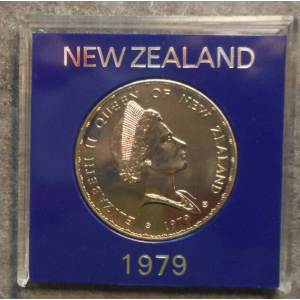 NEW ZEALAND
ELIZABETH II QUEEN OF NEW ZEALAND
1979
1979